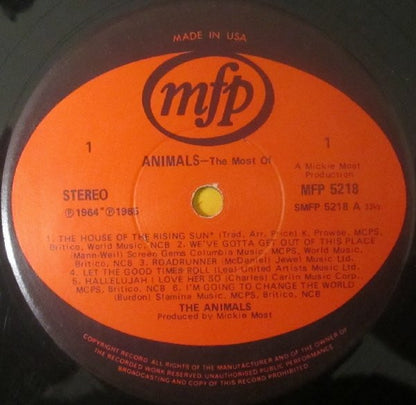 MADE IN USA
mfp
1
1
ANIMALS—The Most Of
A Mickie Most
Production
STEREO
MFP 5218
Ⓟ1964* Ⓟ1965
SMFP 5218 A 33⅓
1. THE HOUSE OF THE RISING SUN* (Trad. Arr. Price) K. Prowse, MCPS,
Britico, World Music, NCB 2. WE'VE GOTTA GET OUT OF THIS PLACE
(Mann-Weil) Screen Gems Columbia Music, MCPS, World Music,
Britico, NCB 3. ROADRUNNER (McDaniel) Jewel Music Ltd.
4. LET THE GOOD TIMES ROLL (Lea) United Artists Music Ltd.
5. HALLELUJAH I LOVE HER SO (Charles) Carlin Music Corp.
MCPS, Britico, NCB 6. I'M GOING TO CHANGE THE WORLD
(Burdon) Slamina Music, MCPS, Britico, NCB
THE ANIMALS
Produced by Mickie Most
COPYRIGHT RECORD. ALL RIGHTS OF THE MANUFACTURER AND OF THE OWNER OF
THE RECORDED WORK RESERVED. UNAUTHORISED PUBLIC PERFORMANCE
BROADCASTING AND COPY OF THIS RECORD PROHIBITED